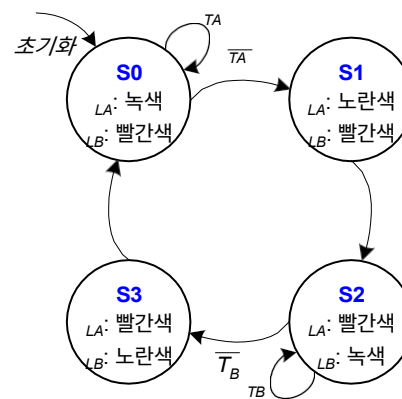 초기화
TA
S0
LA: 녹색
LB: 빨간색
T̅A̅
S1
LA: 노란색
LB: 빨간색
S3
LA: 빨간색
LB: 노란색
T̅_B̅
TB
S2
LA: 빨간색
LB: 녹색